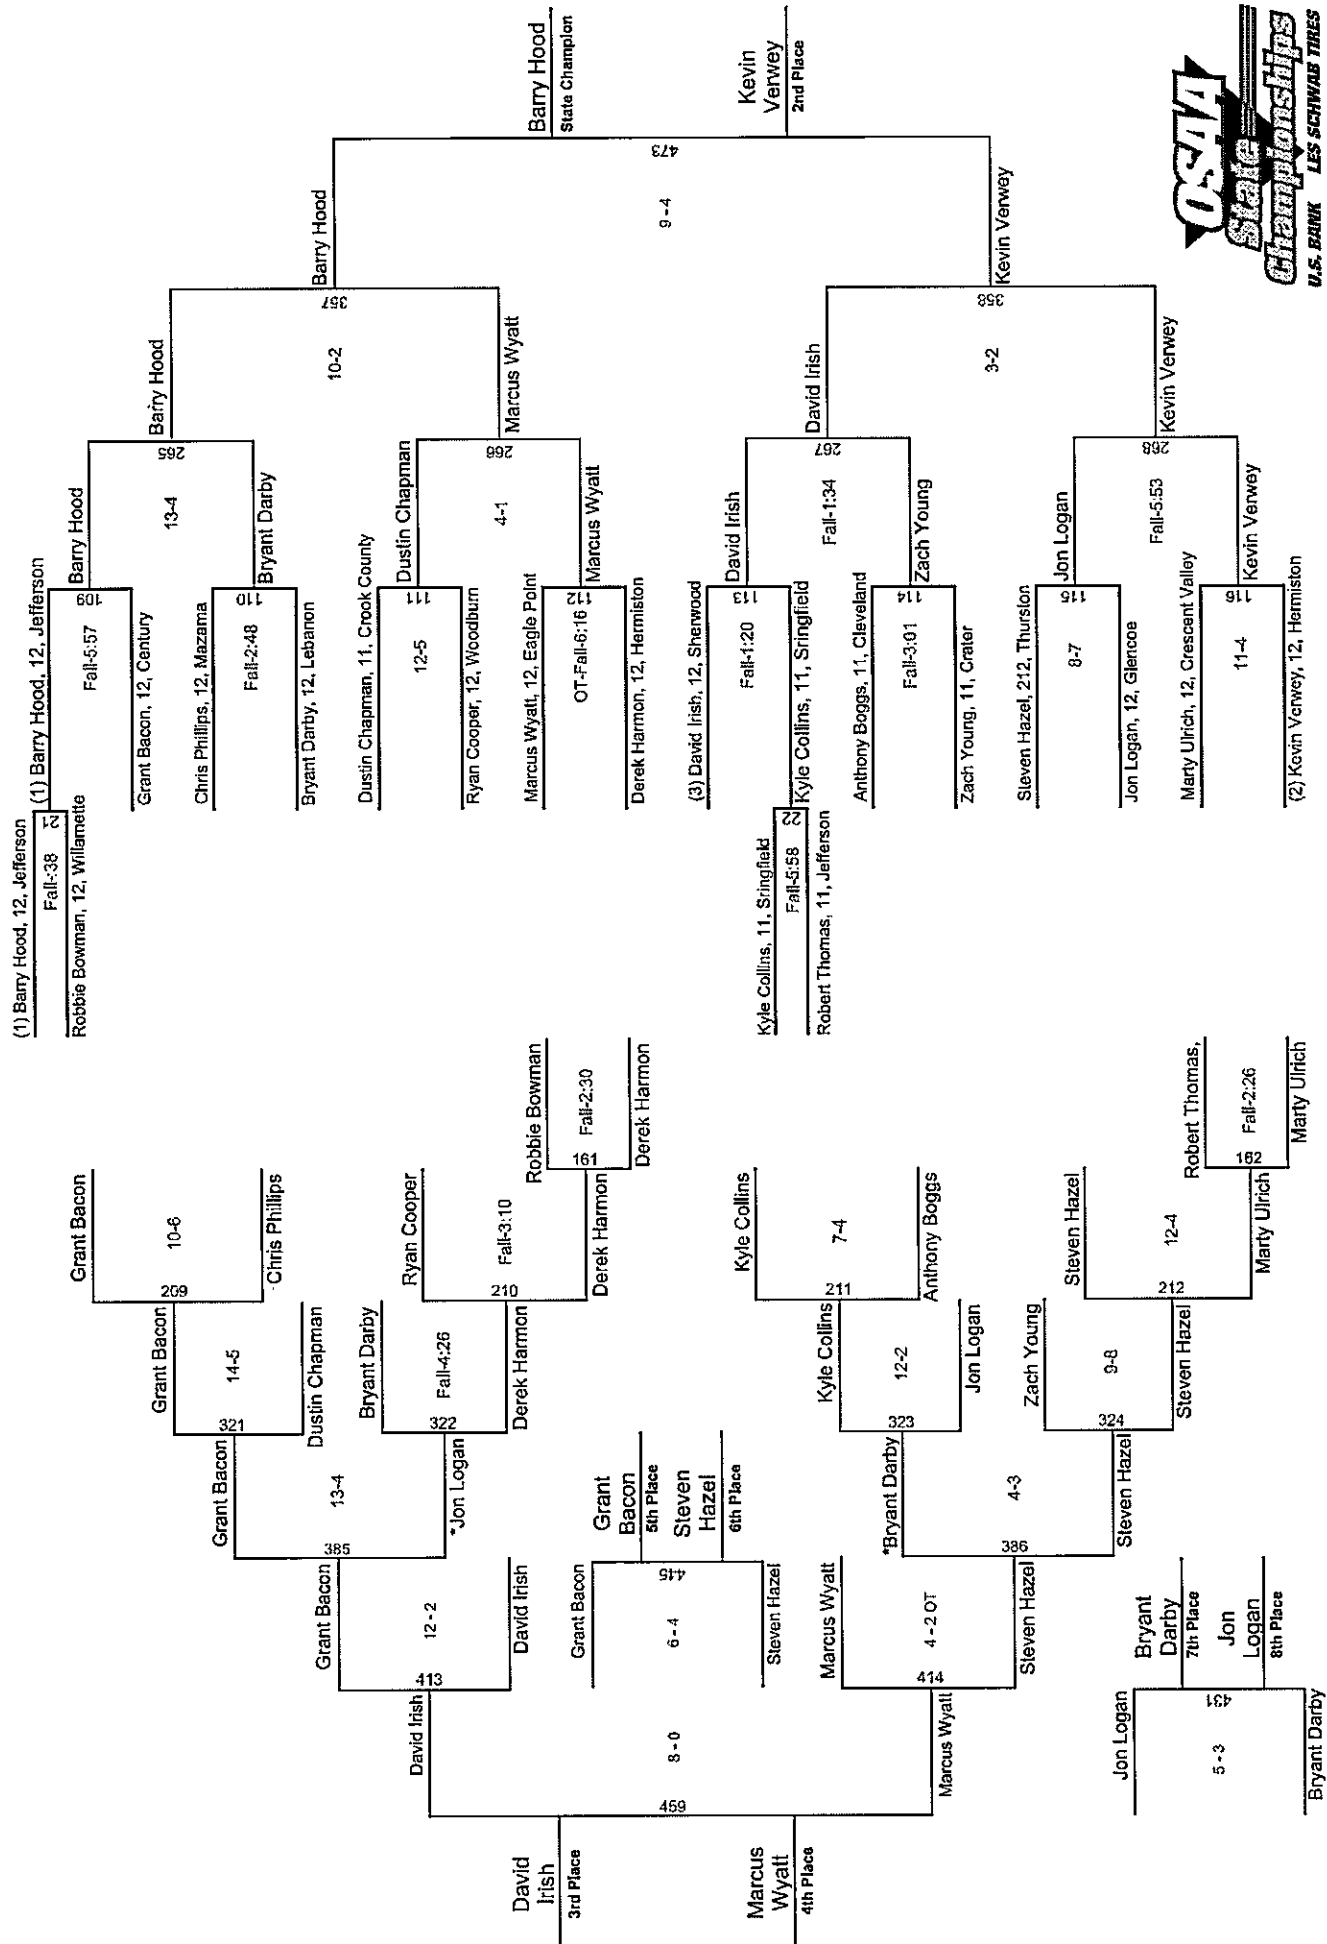 (1) Barry Hood, 12, Jefferson
21
Fall-:38
Robbie Bowman, 12, Willamette
(1) Barry Hood, 12, Jefferson
109
Fall-5:57
Grant Bacon, 12, Century
Barry Hood
Chris Phillips, 12, Mazama
110
Fall-2:48
Bryant Darby, 12, Lebanon
Bryant Darby
265
13-4
Barry Hood
Dustin Chapman, 11, Crook County
111
12-5
Ryan Cooper, 12, Woodburn
Dustin Chapman
Marcus Wyatt, 12, Eagle Point
112
OT-Fall-6:16
Derek Harmon, 12, Hermiston
Marcus Wyatt
266
4-1
Marcus Wyatt
357
10-2
Barry Hood
(3) David Irish, 12, Sherwood
113
Fall-1:20
Kyle Collins, 11, Sringfield
Kyle Collins, 11, Sringfield
22
Fall-5:58
Robert Thomas, 11, Jefferson
David Irish
Anthony Boggs, 11, Cleveland
114
Fall-3:01
Zach Young, 11, Crater
Zach Young
267
Fall-1:34
David Irish
Steven Hazel, 212, Thurston
115
8-7
Jon Logan, 12, Glencoe
Jon Logan
Marty Ulrich, 12, Crescent Valley
116
11-4
(2) Kevin Verwey, 12, Hermiston
Kevin Verwey
268
Fall-5:53
Kevin Verwey
358
3-2
Kevin Verwey
473
9 - 4
Barry Hood
State Champion
Kevin
Verwey
2nd Place
Grant Bacon
209
10-6
Chris Phillips
Grant Bacon
321
14-5
Dustin Chapman
Grant Bacon
Robbie Bowman
161
Fall-2:30
Derek Harmon
Ryan Cooper
210
Fall-3:10
Derek Harmon
Bryant Darby
322
Fall-4:26
Derek Harmon
*Jon Logan
385
13-4
Grant Bacon
413
12 - 2
David Irish
David Irish
Kyle Collins
211
7-4
Anthony Boggs
Kyle Collins
323
12-2
Jon Logan
*Bryant Darby
Robert Thomas,
162
Fall-2:26
Marty Ulrich
Steven Hazel
212
12-4
Marty Ulrich
Zach Young
324
9-8
Steven Hazel
Steven Hazel
386
4-3
Marcus Wyatt
414
4 - 2 OT
Steven Hazel
Marcus Wyatt
459
8 - 0
David
Irish
3rd Place
Marcus
Wyatt
4th Place
Grant Bacon
445
6 - 4
Steven Hazel
Grant
Bacon
5th Place
Steven
Hazel
6th Place
Jon Logan
431
5 - 3
Bryant Darby
Bryant
Darby
7th Place
Jon
Logan
8th Place
OSAA
State
Championships
U.S. BANK LES SCHWAB TIRES